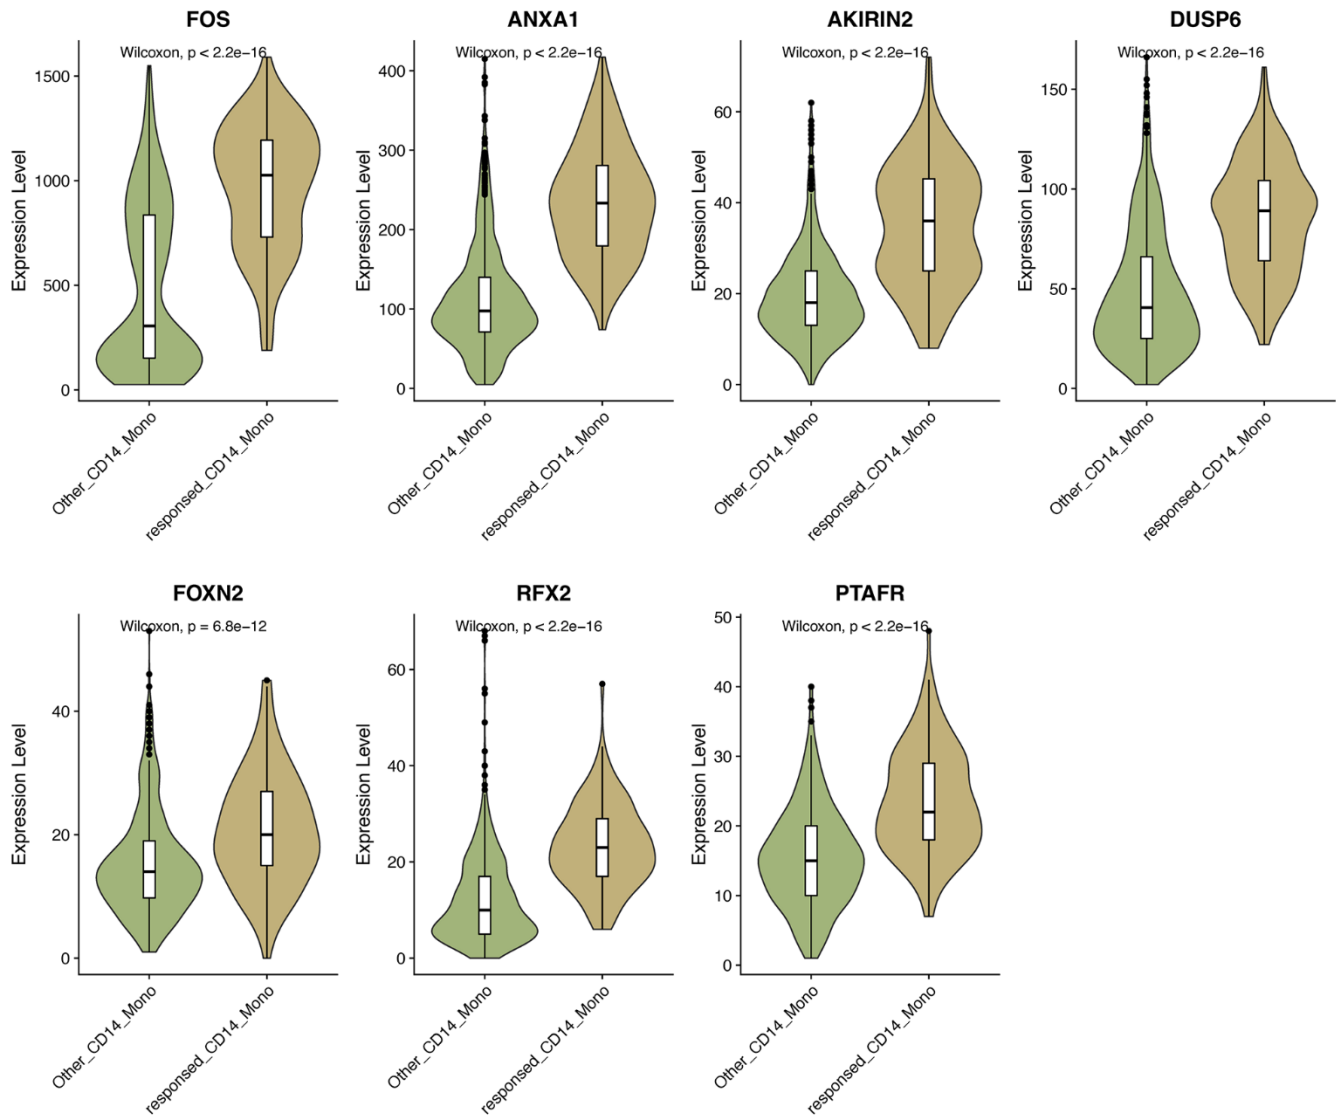 FOS
Wilcoxon, p < 2.2e−16
1500
1000
500
0
Expression Level
Other_CD14_Mono
responsed_CD14_Mono
ANXA1
Wilcoxon, p < 2.2e−16
400
300
200
100
0
Expression Level
Other_CD14_Mono
responsed_CD14_Mono
AKIRIN2
Wilcoxon, p < 2.2e−16
60
40
20
0
Expression Level
Other_CD14_Mono
responsed_CD14_Mono
DUSP6
Wilcoxon, p < 2.2e−16
150
100
50
0
Expression Level
Other_CD14_Mono
responsed_CD14_Mono
FOXN2
Wilcoxon, p = 6.8e−12
40
20
0
Expression Level
Other_CD14_Mono
responsed_CD14_Mono
RFX2
Wilcoxon, p < 2.2e−16
60
40
20
0
Expression Level
Other_CD14_Mono
responsed_CD14_Mono
PTAFR
Wilcoxon, p < 2.2e−16
50
40
30
20
10
0
Expression Level
Other_CD14_Mono
responsed_CD14_Mono